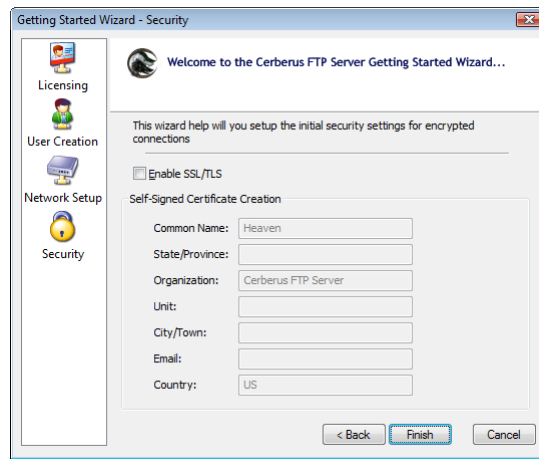 Getting Started Wizard - Security
Licensing
User Creation
Network Setup
Security
Welcome to the Cerberus FTP Server Getting Started Wizard...
This wizard help will you setup the initial security settings for encrypted
connections
Enable SSL/TLS
Self-Signed Certificate Creation
Common Name: Heaven
State/Province:
Organization: Cerberus FTP Server
Unit:
City/Town:
Email:
Country: US
< Back Finish Cancel